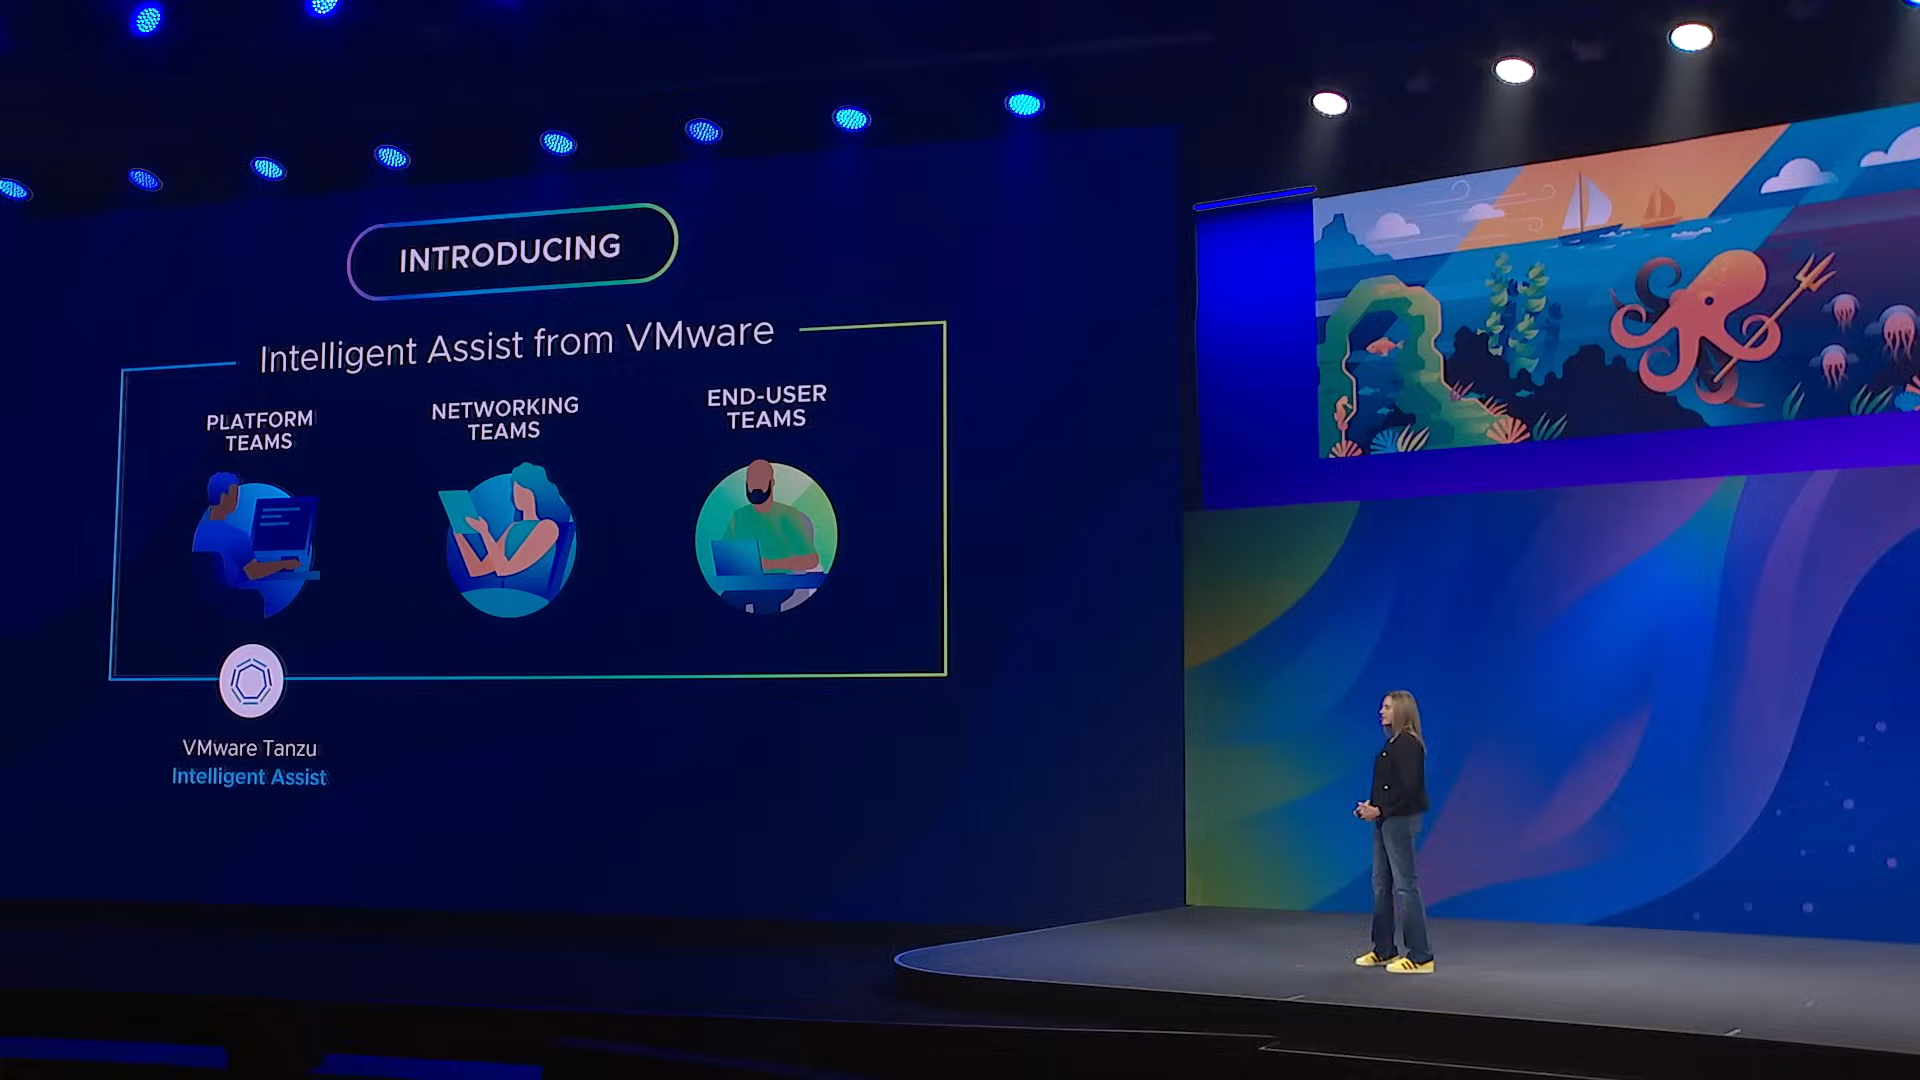 INTRODUCING
Intelligent Assist from VMware
PLATFORM
TEAMS
NETWORKING
TEAMS
END-USER
TEAMS
VMware Tanzu
Intelligent Assist